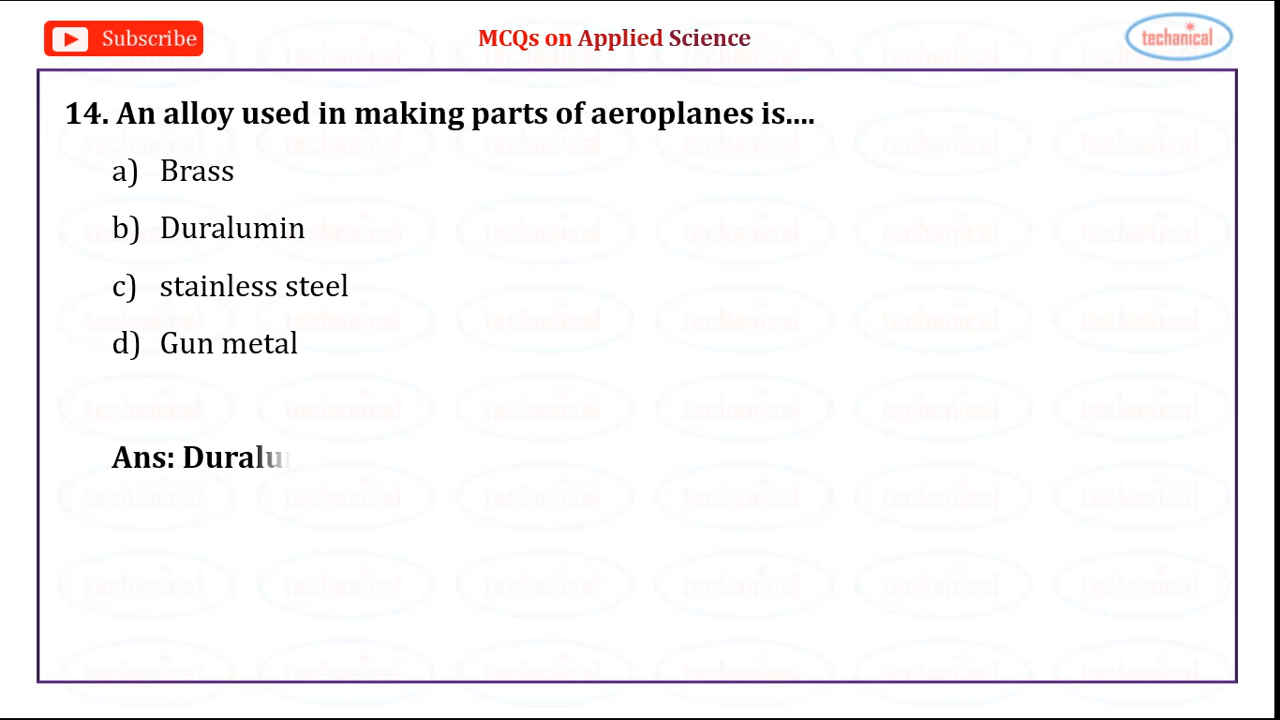 Subscribe
MCQs on Applied Science
techanical
14. An alloy used in making parts of aeroplanes is....
a) Brass
b) Duralumin
c) stainless steel
d) Gun metal
Ans: Duralu